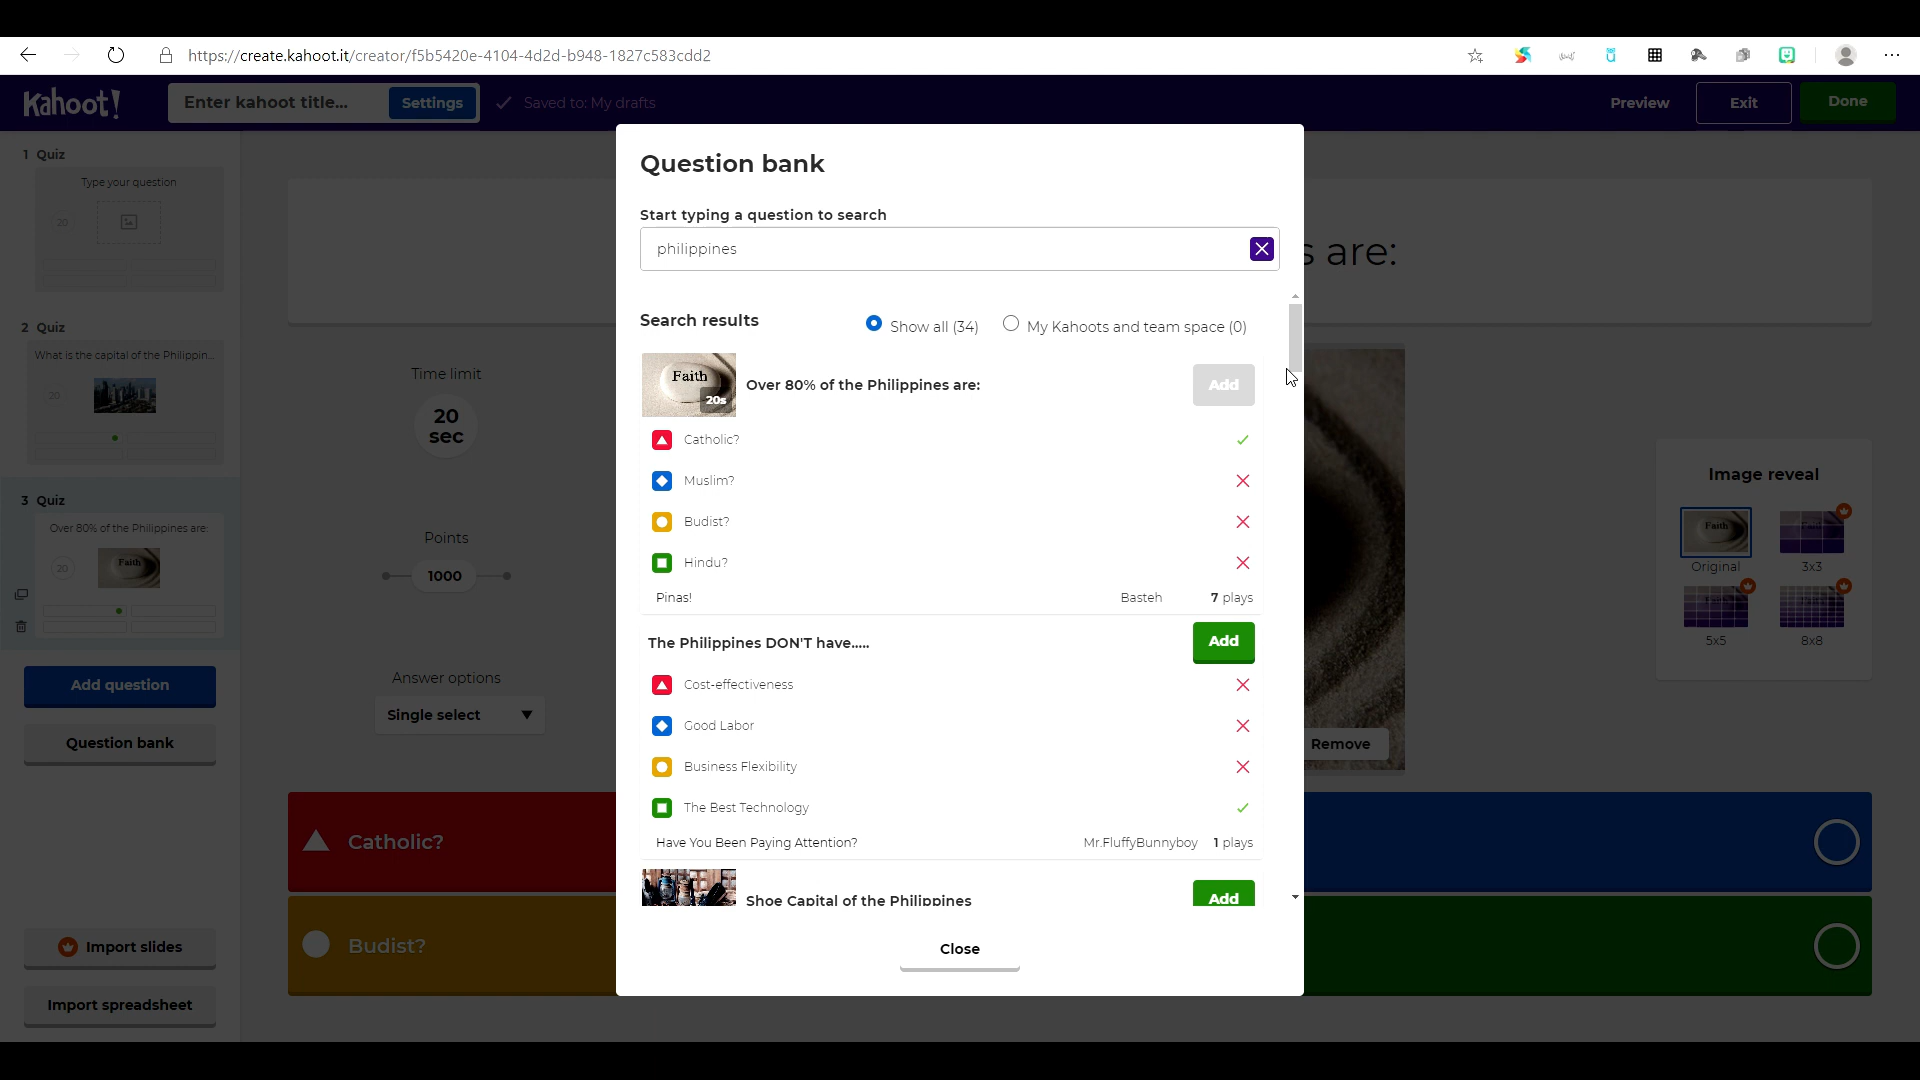 https://create.kahoot.it/creator/f5b5420e-4104-4d2d-b948-1827c583cdd2
Kahoot!
Enter kahoot title...
Settings
Saved to: My drafts
Preview
Exit
Done
1 Quiz
Type your question
20
2 Quiz
What is the capital of the Philippin...
20
3 Quiz
Over 80% of the Philippines are:
20
Faith
Add question
Question bank
Import slides
Import spreadsheet
Time limit
20
sec
Points
1000
Answer options
Single select
Question bank
Start typing a question to search
philippines
Search results
Show all (34)
My Kahoots and team space (0)
Faith
20s
Over 80% of the Philippines are:
Add
Catholic?
Muslim?
Budist?
Hindu?
Pinas!
Basteh
7 plays
The Philippines DON'T have.....
Add
Cost-effectiveness
Good Labor
Business Flexibility
The Best Technology
Have You Been Paying Attention?
Mr.FluffyBunnyboy
1 plays
Shoe Capital of the Philippines
Add
Close
s are:
Remove
Image reveal
Faith
Original
3x3
5x5
8x8
Catholic?
Budist?